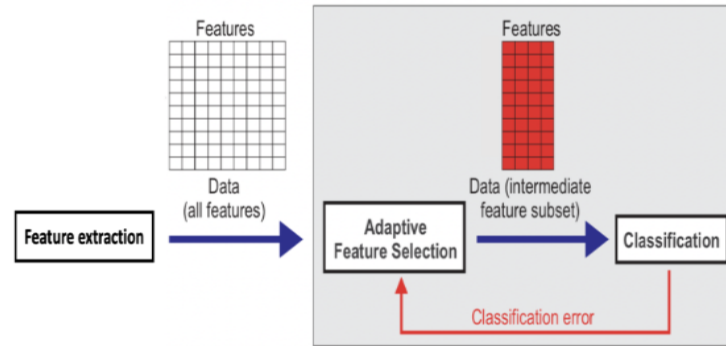 Features
Features
Data
(all features)
Data (intermediate
feature subset)
Feature extraction
Adaptive
Feature Selection
Classification
Classification error